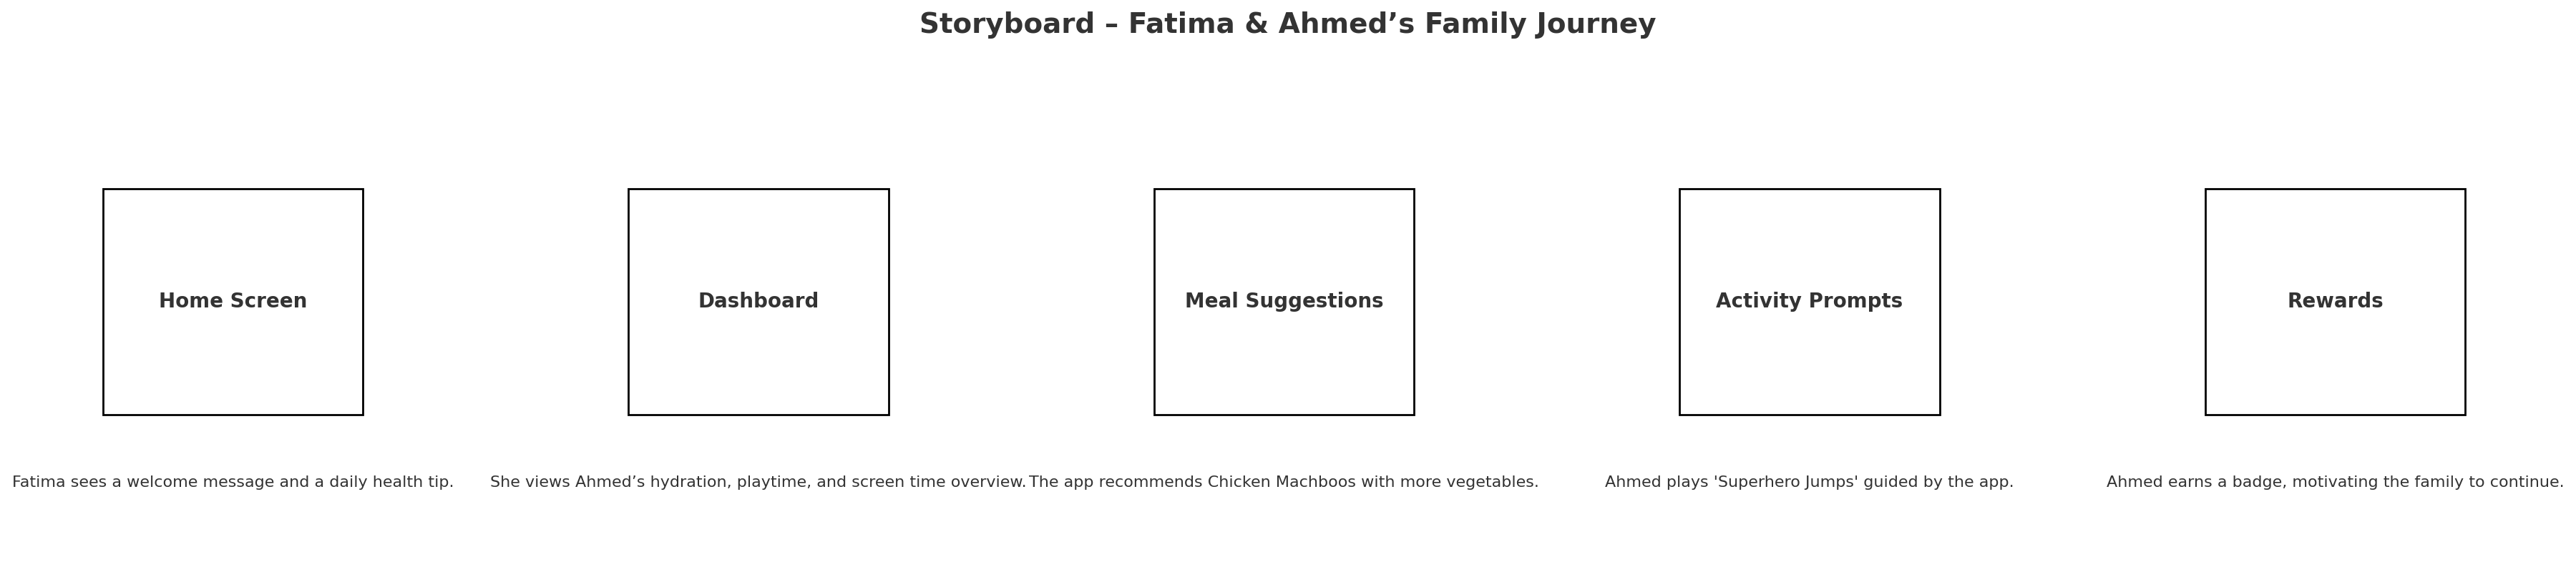 Storyboard – Fatima & Ahmed’s Family Journey
Home Screen
Dashboard
Meal Suggestions
Activity Prompts
Rewards
Fatima sees a welcome message and a daily health tip.
She views Ahmed’s hydration, playtime, and screen time overview.
The app recommends Chicken Machboos with more vegetables.
Ahmed plays 'Superhero Jumps' guided by the app.
Ahmed earns a badge, motivating the family to continue.